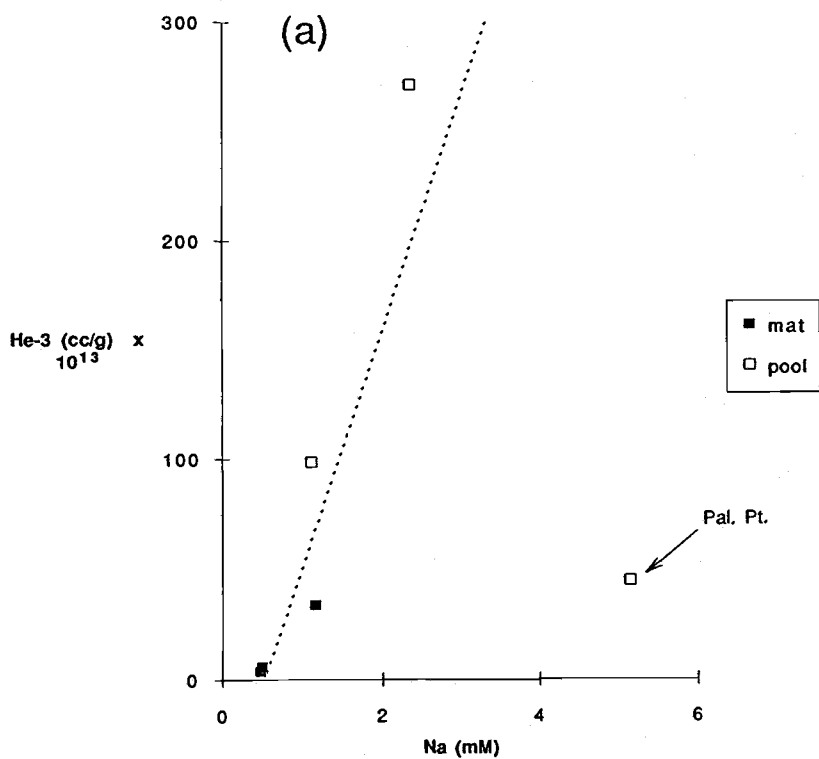 (a)
300
200
He-3 (cc/g) x
10¹³
100
0
0
2
4
6
Na (mM)
mat
pool
Pal. Pt.